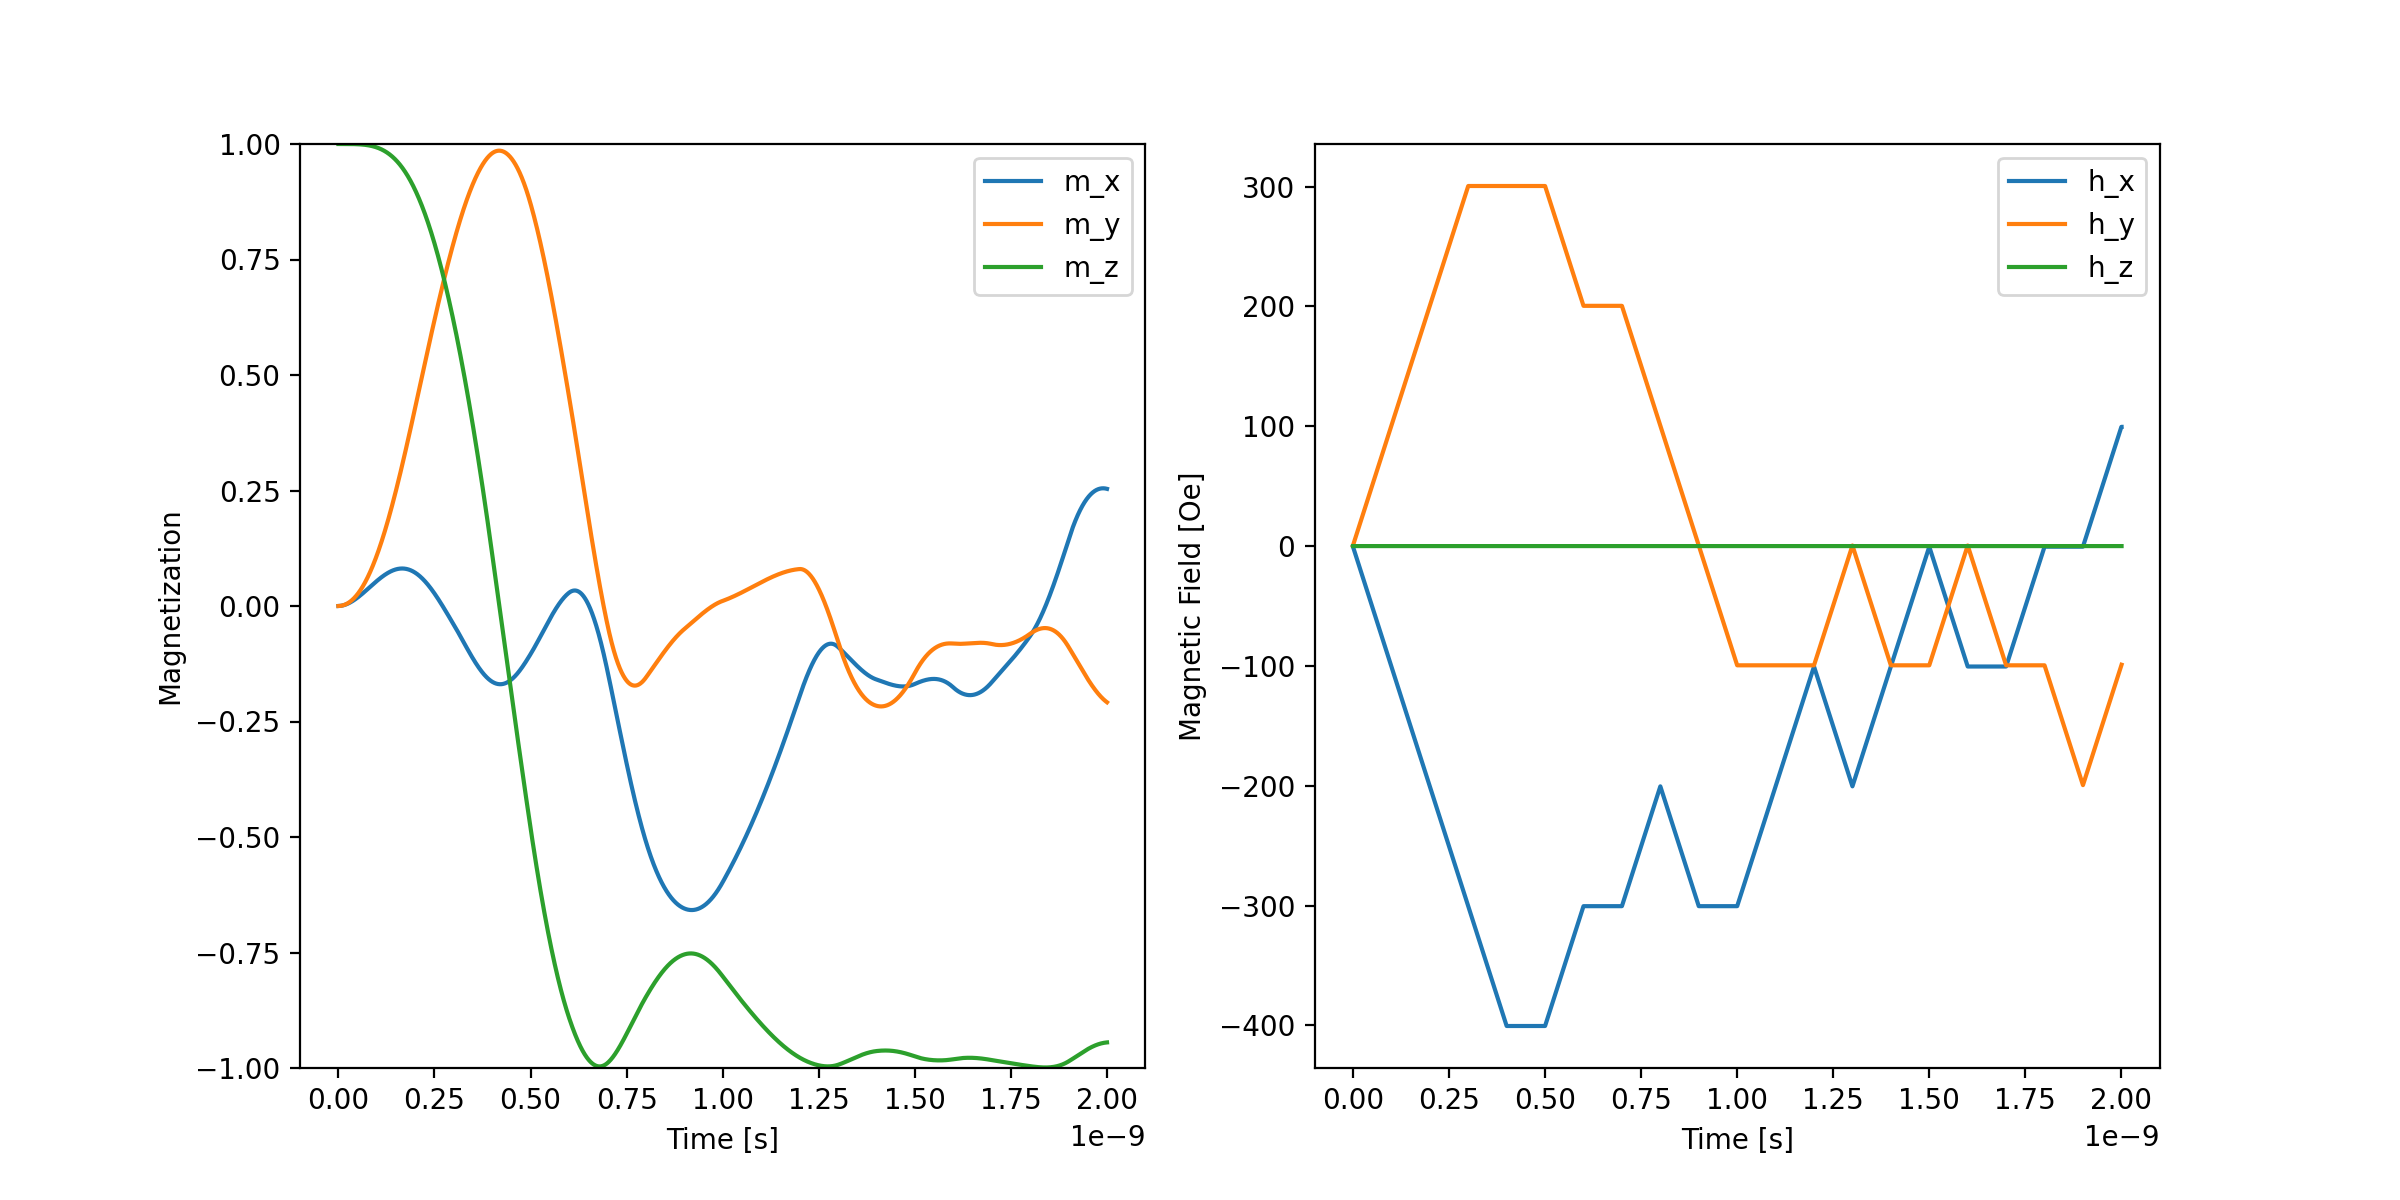 1.00
0.75
0.50
0.25
0.00
−0.25
−0.50
−0.75
−1.00
Magnetization
m_x
m_y
m_z
0.00 0.25 0.50 0.75 1.00 1.25 1.50 1.75 2.00
Time [s]
1e−9
300
200
100
0
−100
−200
−300
−400
Magnetic Field [Oe]
h_x
h_y
h_z
0.00 0.25 0.50 0.75 1.00 1.25 1.50 1.75 2.00
Time [s]
1e−9